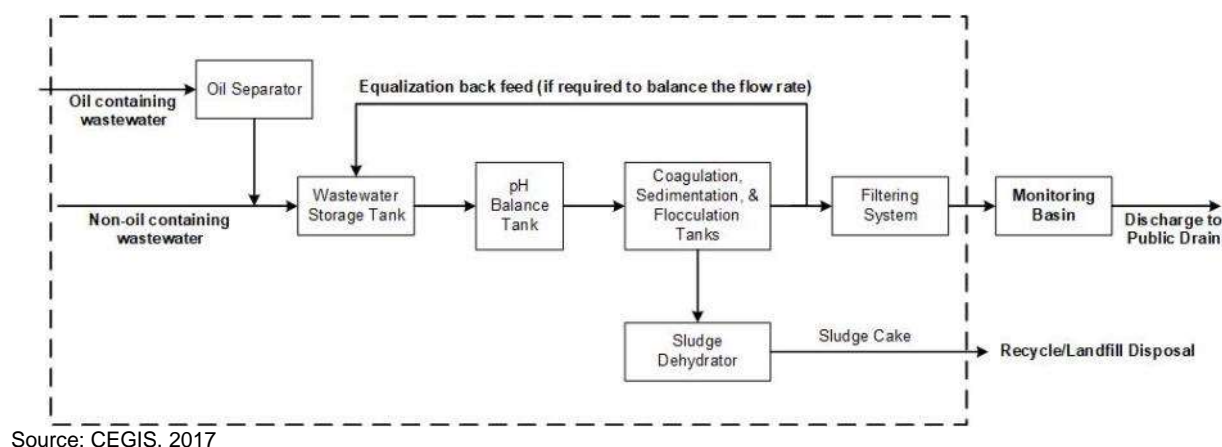 Oil Separator
Equalization back feed (if required to balance the flow rate)
Oil containing
wastewater
Wastewater
Storage Tank
pH
Balance
Tank
Coagulation,
Sedimentation, &
Flocculation
Tanks
Filtering
System
Monitoring
Basin
Non-oil containing
wastewater
Discharge to
Public Drain
Sludge
Dehydrator
Sludge Cake
Recycle/Landfill Disposal
Source: CEGIS, 2017